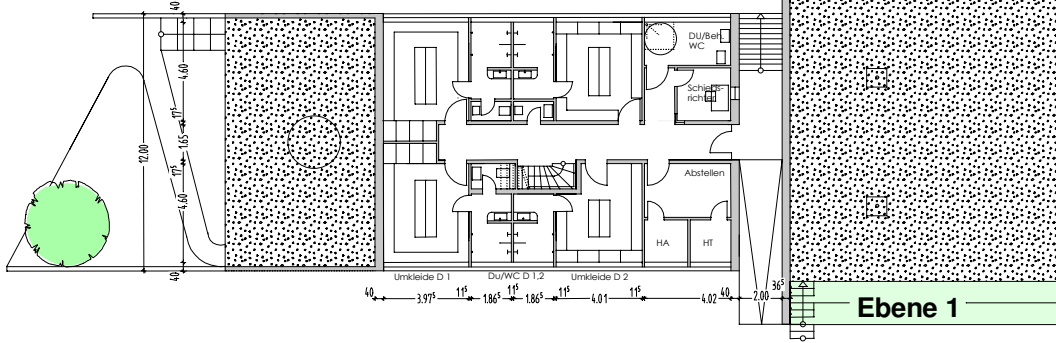 40
4.60
17⁵
1.65
17⁵
4.60
40
12.00
DU/Beh.
WC
Schieds-
richter
Abstellen
HA
HT
Umkleide D 1
Du/WC D 1,2
Umkleide D 2
40
3.97⁵
11⁵
1.86⁵
11⁵
1.86⁵
11⁵
4.01
11⁵
4.02
40
2.00
36⁵
Ebene 1